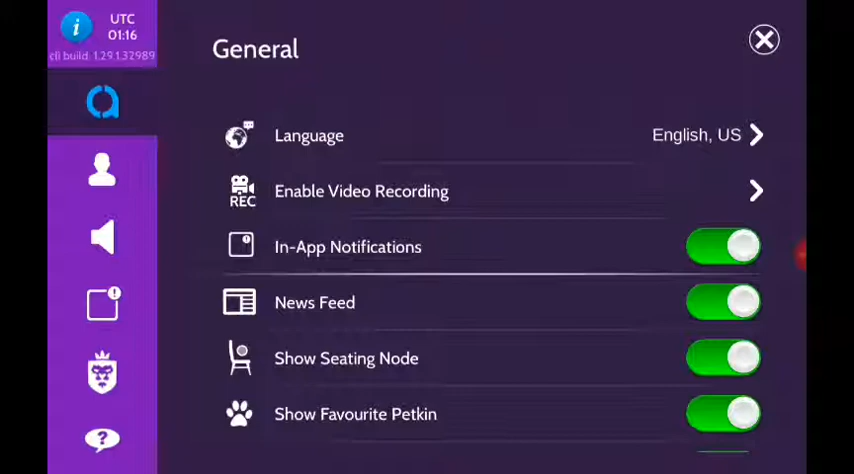 UTC
01:16
cli build: 1.29.1.32989
General
Language
English, US
REC
Enable Video Recording
In-App Notifications
News Feed
Show Seating Node
Show Favourite Petkin